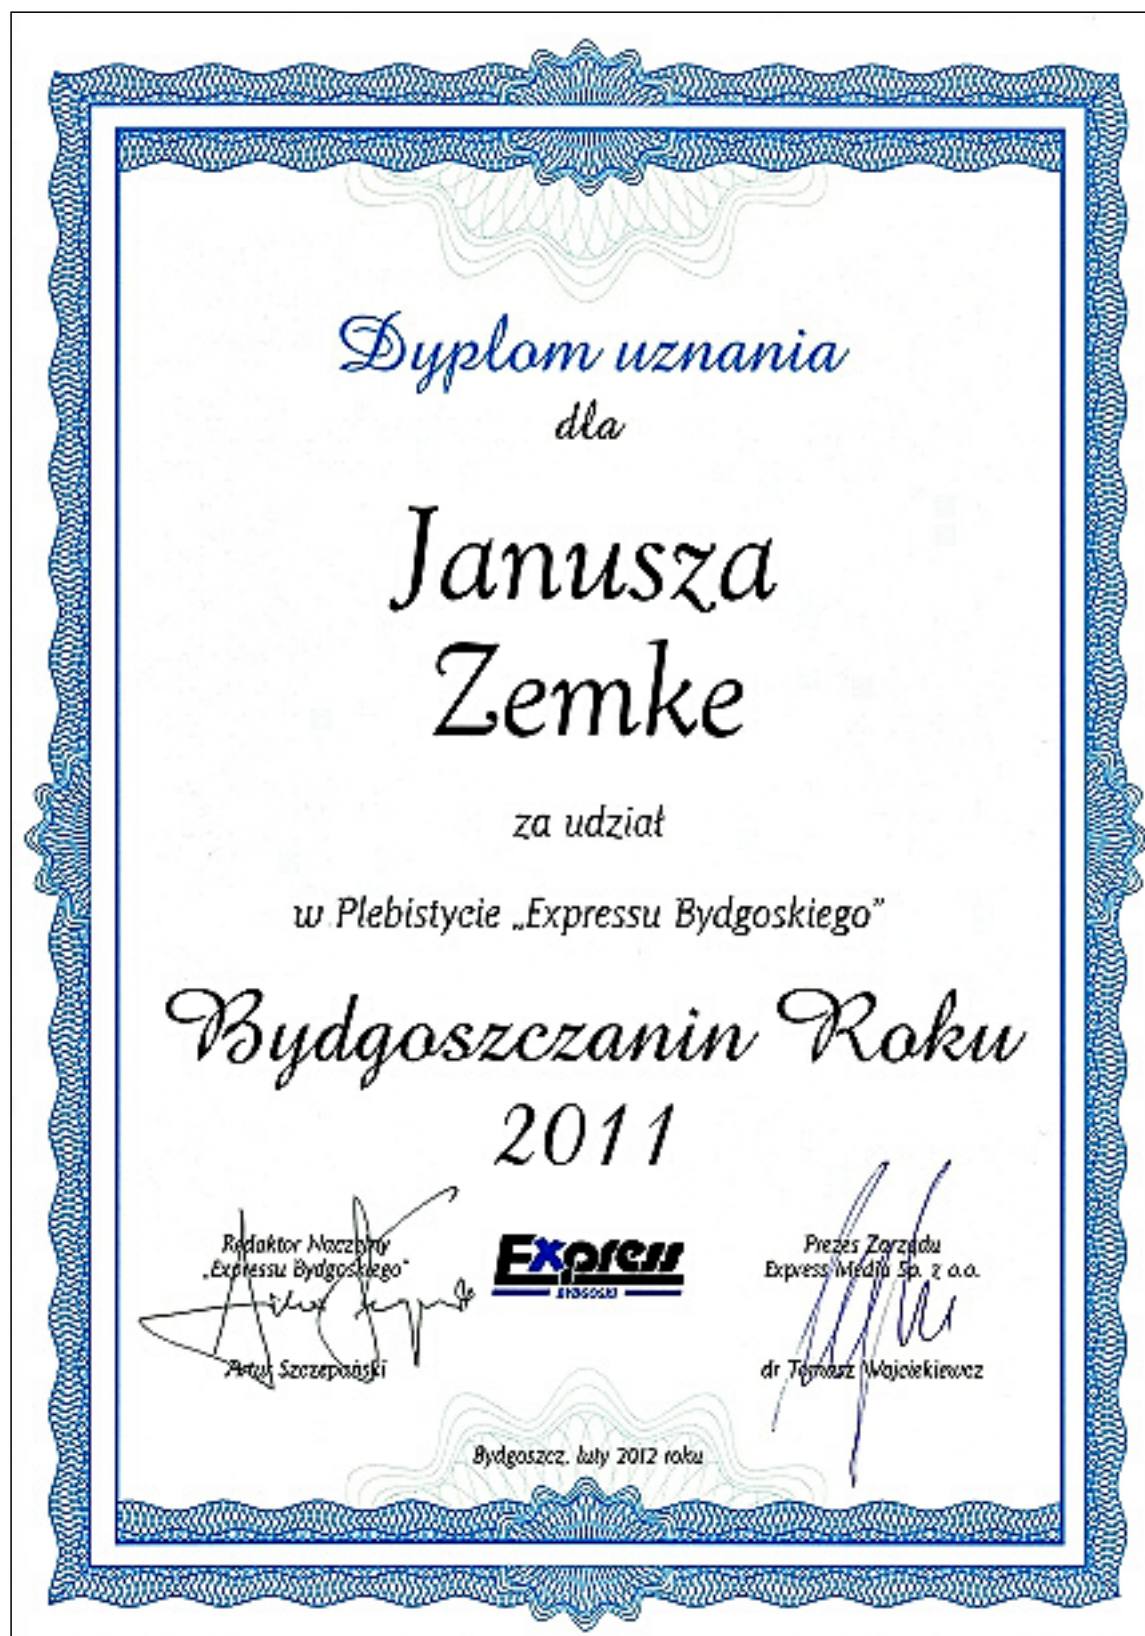 Dyplom uznania
dla
Janusza
Zemke
za udział
w Plebistycie „Expressu Bydgoskiego”
Bydgoszczanin Roku
2011
Redaktor Naczelny
„Expressu Bydgoskiego”
Artur Szczepański
Express
BYDGOSKI
Prezes Zarządu
Express Media Sp. z o.o.
dr Tomasz Wojciekiewicz
Bydgoszcz, luty 2012 roku